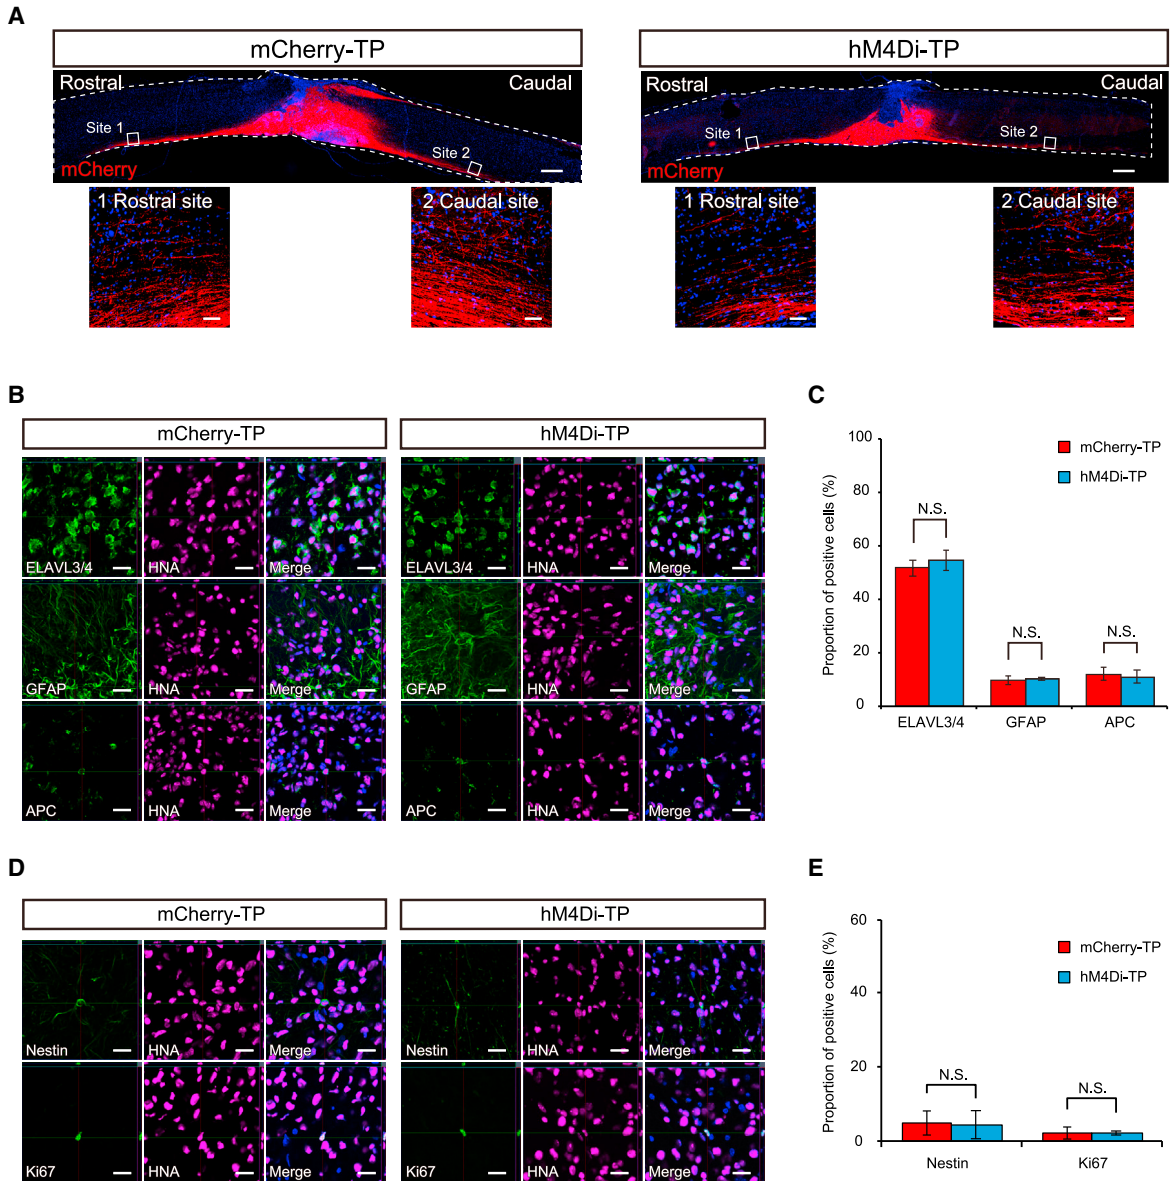 A
mCherry-TP
Rostral
Caudal
Site 1
Site 2
mCherry
1 Rostral site
2 Caudal site
hM4Di-TP
Rostral
Caudal
Site 1
Site 2
mCherry
1 Rostral site
2 Caudal site
B
mCherry-TP
hM4Di-TP
ELAVL3/4
HNA
Merge
ELAVL3/4
HNA
Merge
GFAP
HNA
Merge
GFAP
HNA
Merge
APC
HNA
Merge
APC
HNA
Merge
C
Proportion of positive cells (%)
100
80
60
40
20
0
mCherry-TP
hM4Di-TP
N.S.
N.S.
N.S.
ELAVL3/4
GFAP
APC
D
mCherry-TP
hM4Di-TP
Nestin
HNA
Merge
Nestin
HNA
Merge
Ki67
HNA
Merge
Ki67
HNA
Merge
E
Proportion of positive cells (%)
60
40
20
0
mCherry-TP
hM4Di-TP
N.S.
N.S.
Nestin
Ki67